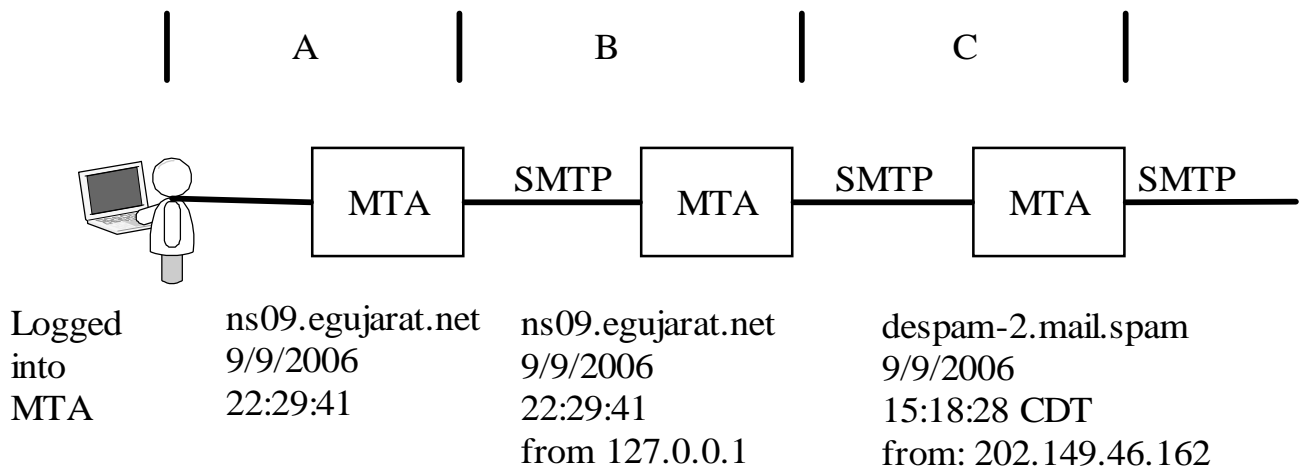 A B C
SMTP SMTP SMTP
MTA MTA MTA
Logged
into
MTA
ns09.egujarat.net
9/9/2006
22:29:41
ns09.egujarat.net
9/9/2006
22:29:41
from 127.0.0.1
despam-2.mail.spam
9/9/2006
15:18:28 CDT
from: 202.149.46.162